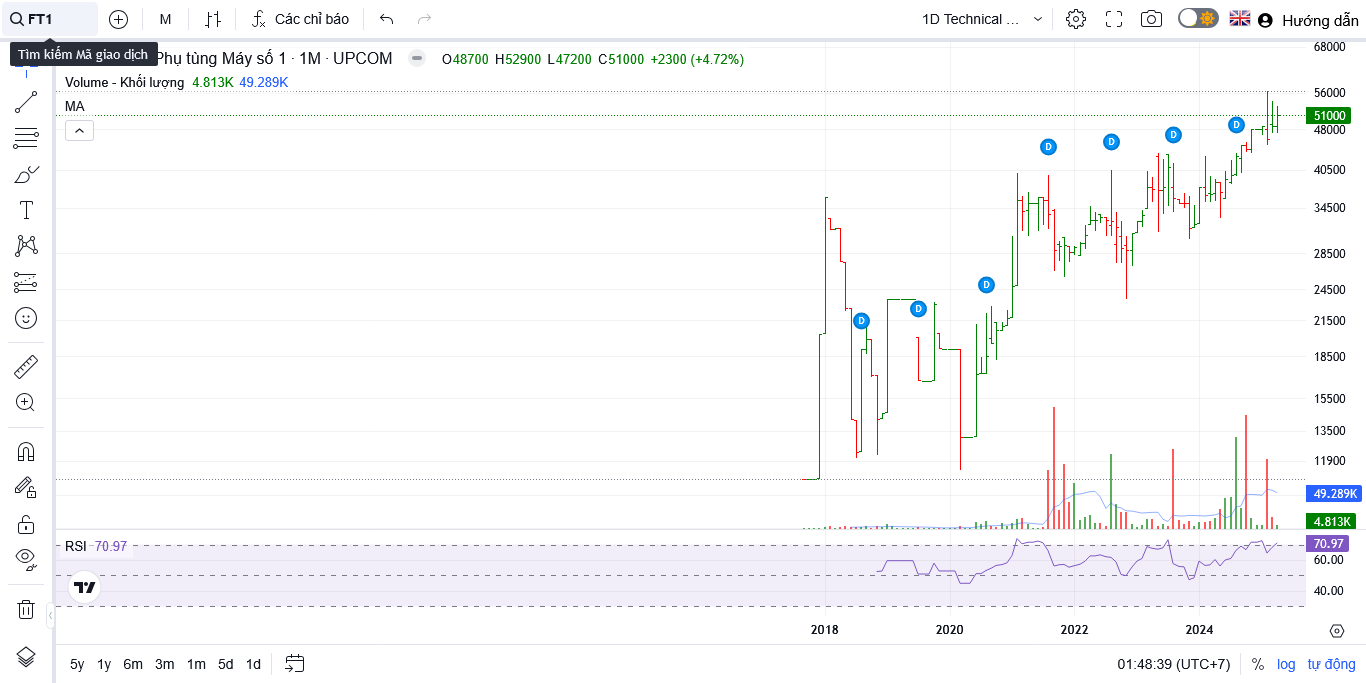 FT1 M Các chỉ báo 1D Technical ... Hướng dẫn
Tìm kiếm Mã giao dịch
Phụ tùng Máy số 1 · 1M · UPCOM O48700 H52900 L47200 C51000 +2300 (+4.72%)
Volume - Khối lượng 4.813K 49.289K
MA
68000
56000
51000
48000
40500
34500
28500
24500
21500
18500
15500
13500
11900
49.289K
4.813K
D
D
D
D
D
D
D
RSI 70.97
70.97
60.00
40.00
2018 2020 2022 2024
5y 1y 6m 3m 1m 5d 1d 01:48:39 (UTC+7) % log tự động